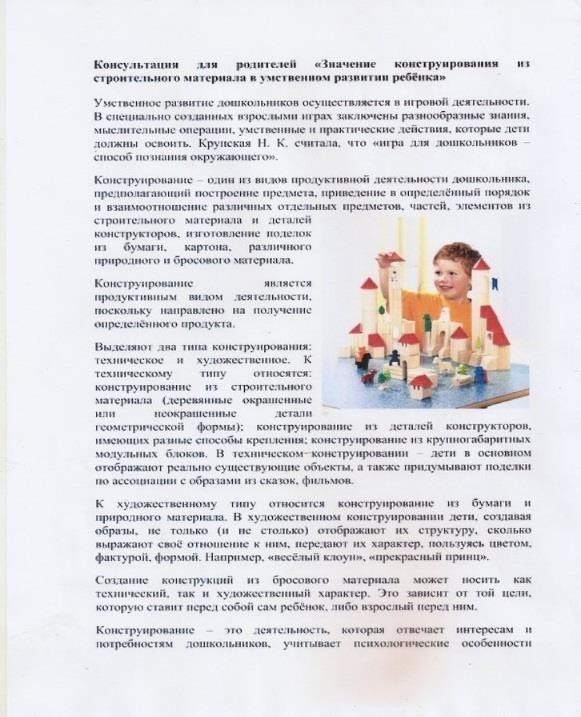 Консультация для родителей «Значение конструирования из
строительного материала в умственном развитии ребёнка»
Умственное развитие дошкольников осуществляется в игровой деятельности.
В специально созданных взрослыми играх заключены разнообразные знания,
мыслительные операции, умственные и практические действия, которые дети
должны освоить. Крупская Н. К. считала, что «игра для дошкольников –
способ познания окружающего».
Конструирование – один из видов продуктивной деятельности дошкольника,
предполагающий построение предмета, приведение в определённый порядок
и взаимоотношение различных отдельных предметов, частей, элементов из
строительного материала и деталей
конструкторов, изготовление поделок
из бумаги, картона, различного
природного и бросового материала.
Конструирование является
продуктивным видом деятельности,
поскольку направлено на получение
определённого продукта.
Выделяют два типа конструирования:
техническое и художественное. К
техническому типу относятся:
конструирование из строительного
материала (деревянные окрашенные
или неокрашенные детали
геометрической формы); конструирование из деталей конструкторов,
имеющих разные способы крепления; конструирование из крупногабаритных
модульных блоков. В техническом конструировании – дети в основном
отображают реально существующие объекты, а также придумывают поделки
по ассоциации с образами из сказок, фильмов.
К художественному типу относится конструирование из бумаги и
природного материала. В художественном конструировании дети, создавая
образы, не только (и не столько) отображают их структуру, сколько
выражают своё отношение к ним, передают их характер, пользуясь цветом,
фактурой, формой. Например, «весёлый клоун», «прекрасный принц».
Создание конструкций из бросового материала может носить как
технический, так и художественный характер. Это зависит от той цели,
которую ставит перед собой сам ребёнок, либо взрослый перед ним.
Конструирование – это деятельность, которая отвечает интересам и
потребностям дошкольников, учитывает психологические особенности